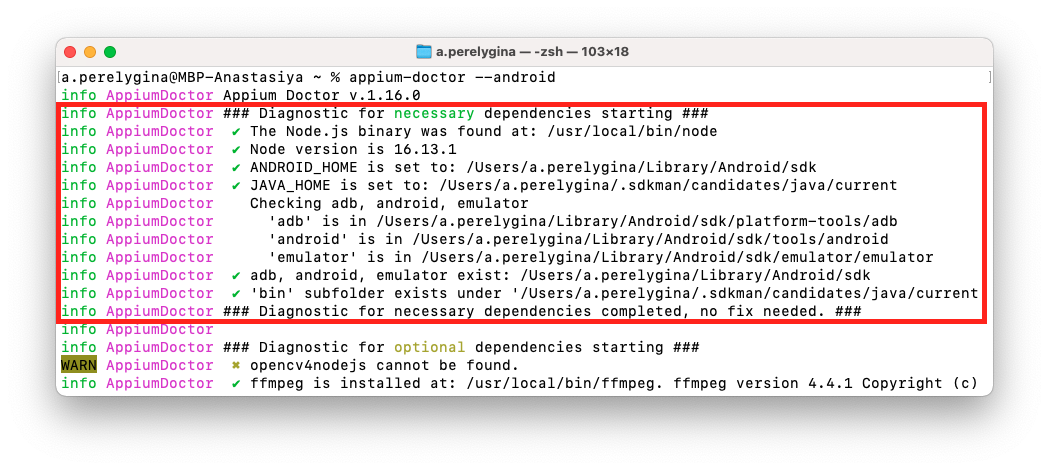 a.perelygina — -zsh — 103×18
[a.perelygina@MBP-Anastasiya ~ % appium-doctor --android ]
info AppiumDoctor Appium Doctor v.1.16.0
info AppiumDoctor ### Diagnostic for necessary dependencies starting ###
info AppiumDoctor  ✔ The Node.js binary was found at: /usr/local/bin/node
info AppiumDoctor  ✔ Node version is 16.13.1
info AppiumDoctor  ✔ ANDROID_HOME is set to: /Users/a.perelygina/Library/Android/sdk
info AppiumDoctor  ✔ JAVA_HOME is set to: /Users/a.perelygina/.sdkman/candidates/java/current
info AppiumDoctor    Checking adb, android, emulator
info AppiumDoctor      'adb' is in /Users/a.perelygina/Library/Android/sdk/platform-tools/adb
info AppiumDoctor      'android' is in /Users/a.perelygina/Library/Android/sdk/tools/android
info AppiumDoctor      'emulator' is in /Users/a.perelygina/Library/Android/sdk/emulator/emulator
info AppiumDoctor  ✔ adb, android, emulator exist: /Users/a.perelygina/Library/Android/sdk
info AppiumDoctor  ✔ 'bin' subfolder exists under '/Users/a.perelygina/.sdkman/candidates/java/current
info AppiumDoctor ### Diagnostic for necessary dependencies completed, no fix needed. ###
info AppiumDoctor
info AppiumDoctor ### Diagnostic for optional dependencies starting ###
WARN AppiumDoctor  ✖ opencv4nodejs cannot be found.
info AppiumDoctor  ✔ ffmpeg is installed at: /usr/local/bin/ffmpeg. ffmpeg version 4.4.1 Copyright (c)